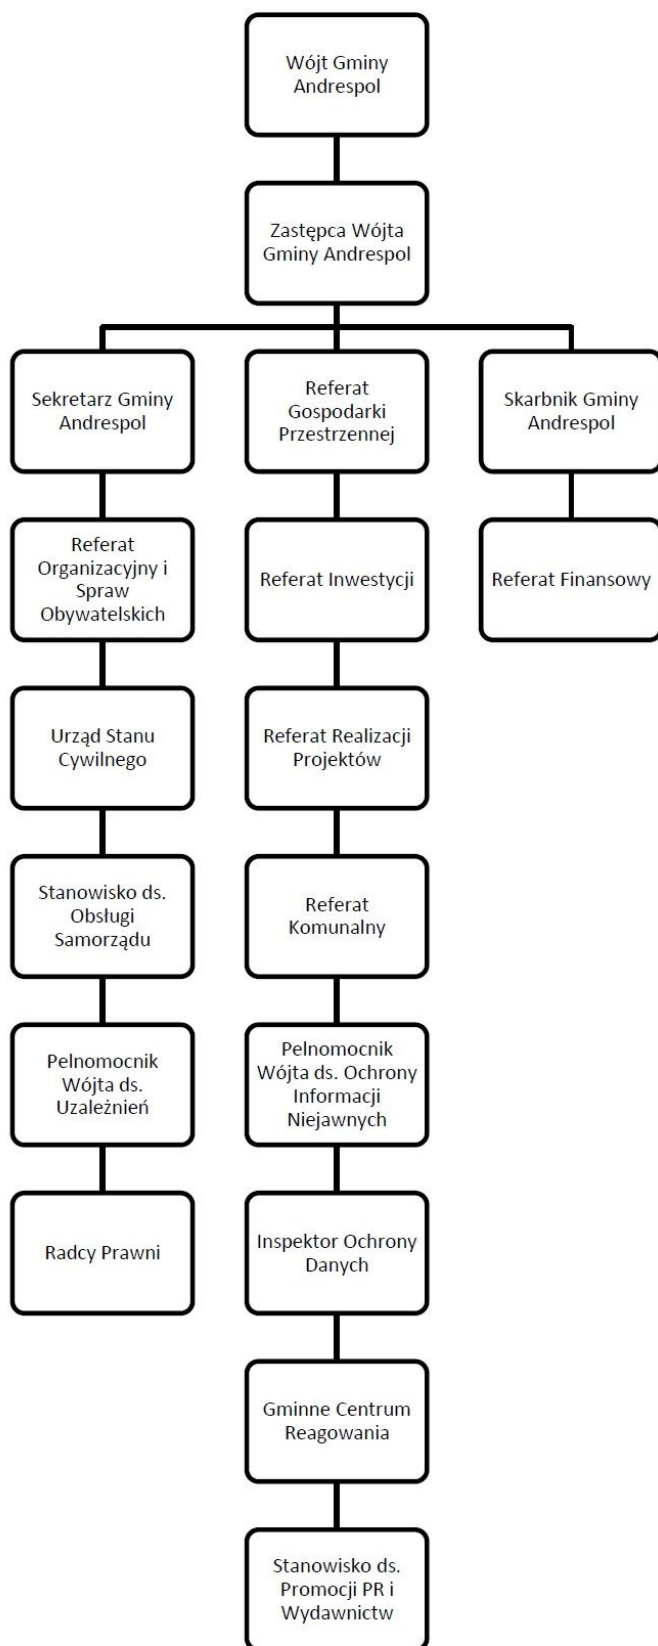 Wójt Gminy
Andrespol
Zastępca Wójta
Gminy Andrespol
Sekretarz Gminy
Andrespol
Referat
Organizacyjny i
Spraw
Obywatelskich
Urząd Stanu
Cywilnego
Stanowisko ds.
Obsługi
Samorządu
Pelnomocnik
Wójta ds.
Uzależnień
Radcy Prawni
Referat
Gospodarki
Przestrzennej
Referat Inwestycji
Referat Realizacji
Projektów
Referat
Komunalny
Pelnomocnik
Wójta ds. Ochrony
Informacji
Niejawnych
Inspektor Ochrony
Danych
Gminne Centrum
Reagowania
Stanowisko ds.
Promocji PR i
Wydawnictw
Skarbnik Gminy
Andrespol
Referat Finansowy